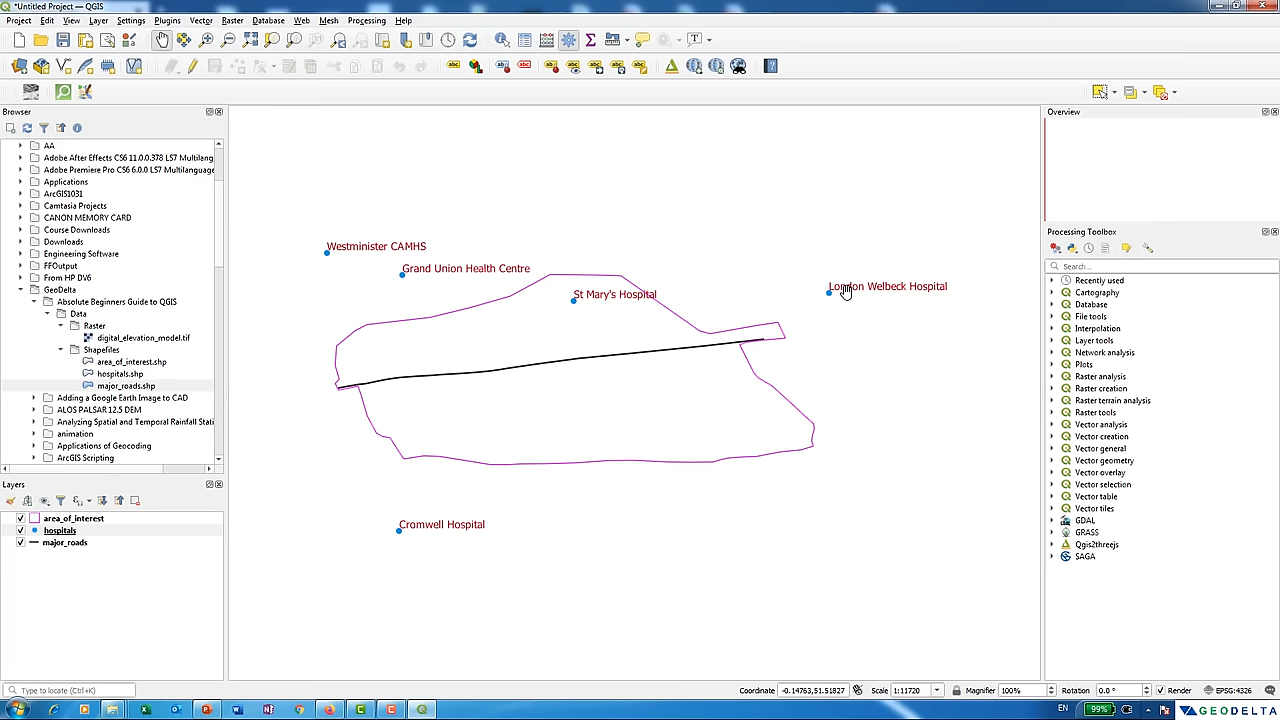 *Untitled Project — QGIS
Project Edit View Layer Settings Plugins Vector Raster Database Web Mesh Processing Help
Browser
AA
Adobe After Effects CS6 11.0.0.378 LS7 Multilang
Adobe Premiere Pro CS6 6.0.0 LS7 Multilanguage
Applications
ArcGIS1031
Camtasia Projects
CANON MEMORY CARD
Course Downloads
Downloads
Engineering Software
FFOutput
From HP DV6
GeoDelta
Absolute Beginners Guide to QGIS
Data
Raster
digital_elevation_model.tif
Shapefiles
area_of_interest.shp
hospitals.shp
major_roads.shp
Adding a Google Earth Image to CAD
ALOS PALSAR 12.5 DEM
Analyzing Spatial and Temporal Rainfall Stati
animation
Applications of Geocoding
ArcGIS Scripting
Layers
area_of_interest
hospitals
major_roads
Westminister CAMHS
Grand Union Health Centre
St Mary's Hospital
London Welbeck Hospital
Cromwell Hospital
Overview
Processing Toolbox
Search...
Recently used
Cartography
Database
File tools
Interpolation
Layer tools
Network analysis
Plots
Raster analysis
Raster creation
Raster terrain analysis
Raster tools
Vector analysis
Vector creation
Vector general
Vector geometry
Vector overlay
Vector selection
Vector table
Vector tiles
GDAL
GRASS
Qgis2threejs
SAGA
Type to locate (Ctrl+K)
Coordinate -0.14763,51.51827 Scale 1:11720 Magnifier 100% Rotation 0.0 ° Render EPSG:4326
EN 99% GEODELTA